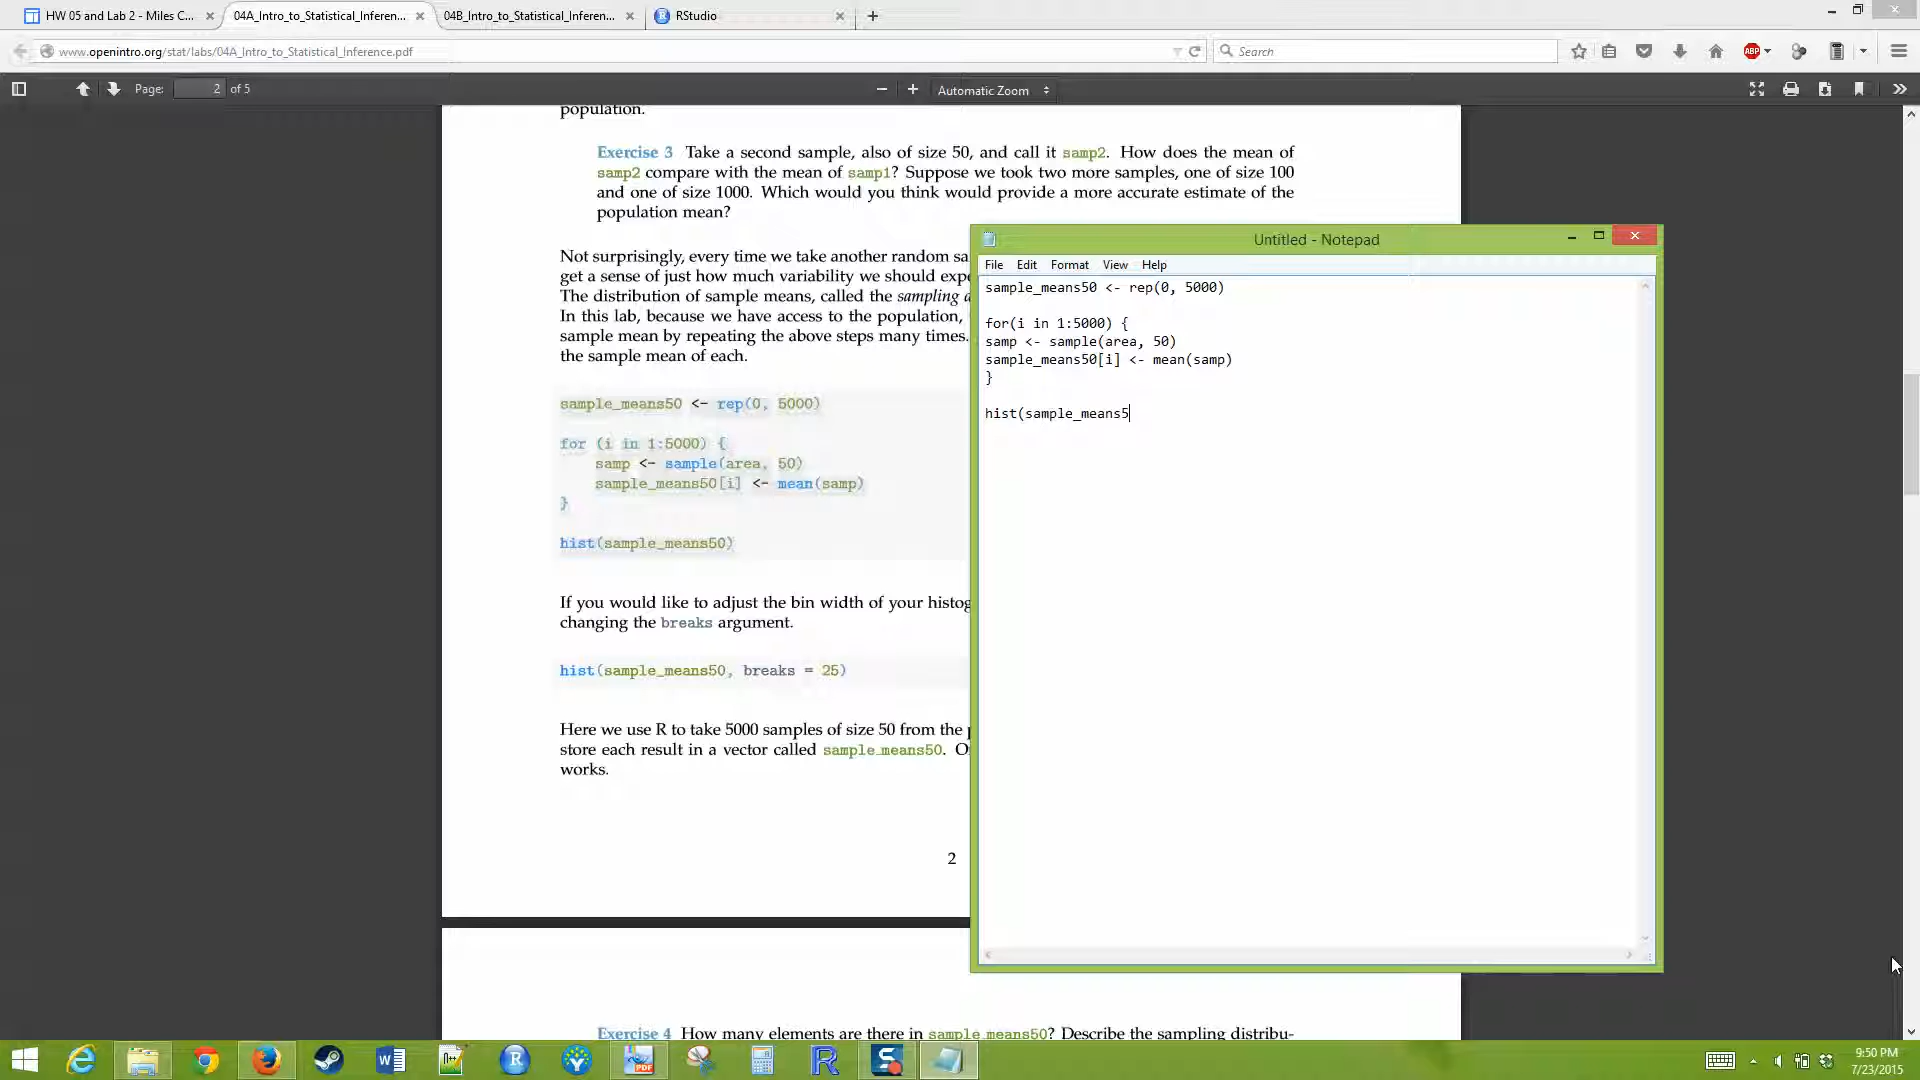 HW 05 and Lab 2 - Miles C...
04A_Intro_to_Statistical_Inferen...
04B_Intro_to_Statistical_Inferen...
RStudio
www.openintro.org/stat/labs/04A_Intro_to_Statistical_Inference.pdf
Search
ABP
Page: 2 of 5
Automatic Zoom
population.
Exercise 3 Take a second sample, also of size 50, and call it samp2. How does the mean of
samp2 compare with the mean of samp1? Suppose we took two more samples, one of size 100
and one of size 1000. Which would you think would provide a more accurate estimate of the
population mean?
Not surprisingly, every time we take another random sa
get a sense of just how much variability we should expe
The distribution of sample means, called the sampling a
In this lab, because we have access to the population,
sample mean by repeating the above steps many times.
the sample mean of each.
sample_means50 <- rep(0, 5000)
for (i in 1:5000) {
samp <- sample(area, 50)
sample_means50[i] <- mean(samp)
}
hist(sample_means50)
If you would like to adjust the bin width of your histog
changing the breaks argument.
hist(sample_means50, breaks = 25)
Here we use R to take 5000 samples of size 50 from the p
store each result in a vector called sample_means50. O
works.
2
Exercise 4 How many elements are there in sample_means50? Describe the sampling distribu-
Untitled - Notepad
File Edit Format View Help
sample_means50 <- rep(0, 5000)
for(i in 1:5000) {
samp <- sample(area, 50)
sample_means50[i] <- mean(samp)
}
hist(sample_means5
9:50 PM
7/23/2015